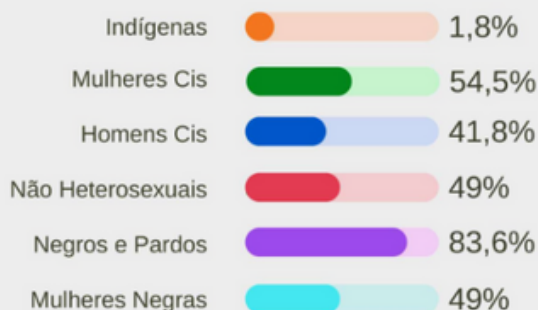 Indígenas 1,8%
Mulheres Cis 54,5%
Homens Cis 41,8%
Não Heterosexuais 49%
Negros e Pardos 83,6%
Mulheres Negras 49%